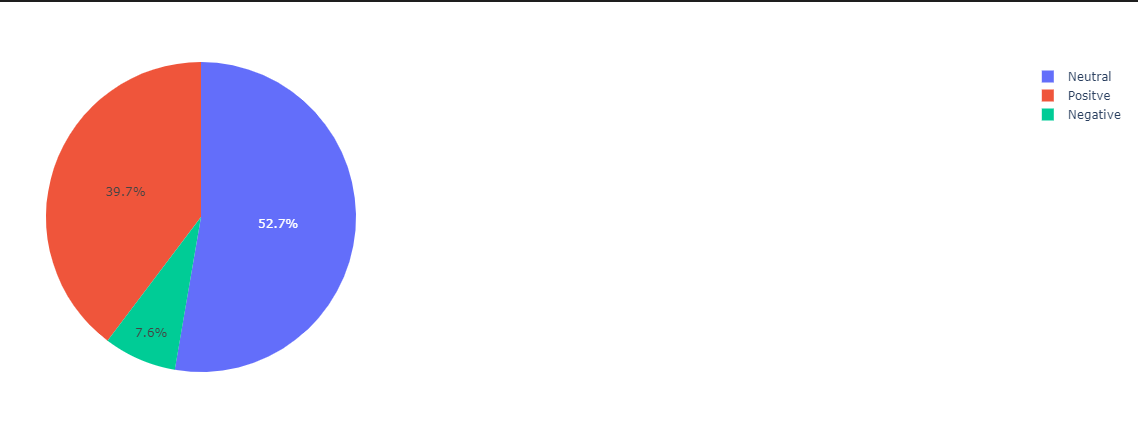 Neutral
Positve
Negative
39.7%
52.7%
7.6%